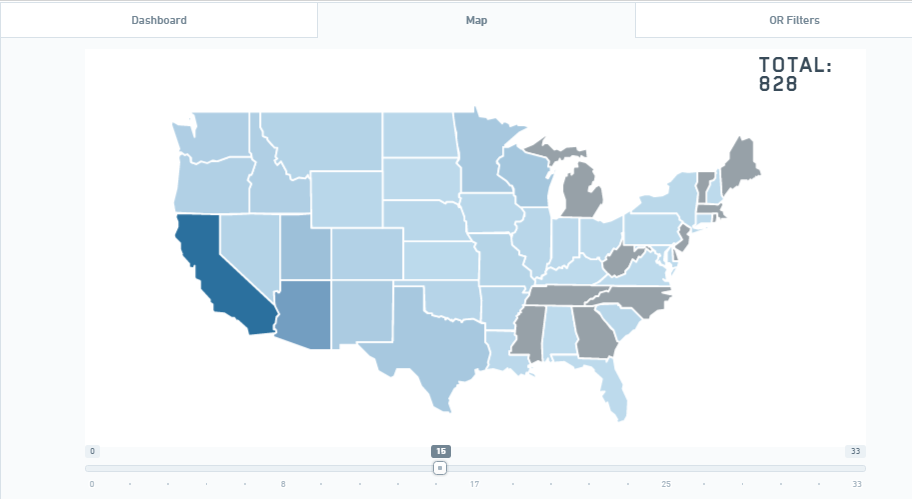 Dashboard
Map
OR Filters
TOTAL:
828
0
15
33
0
8
17
25
33